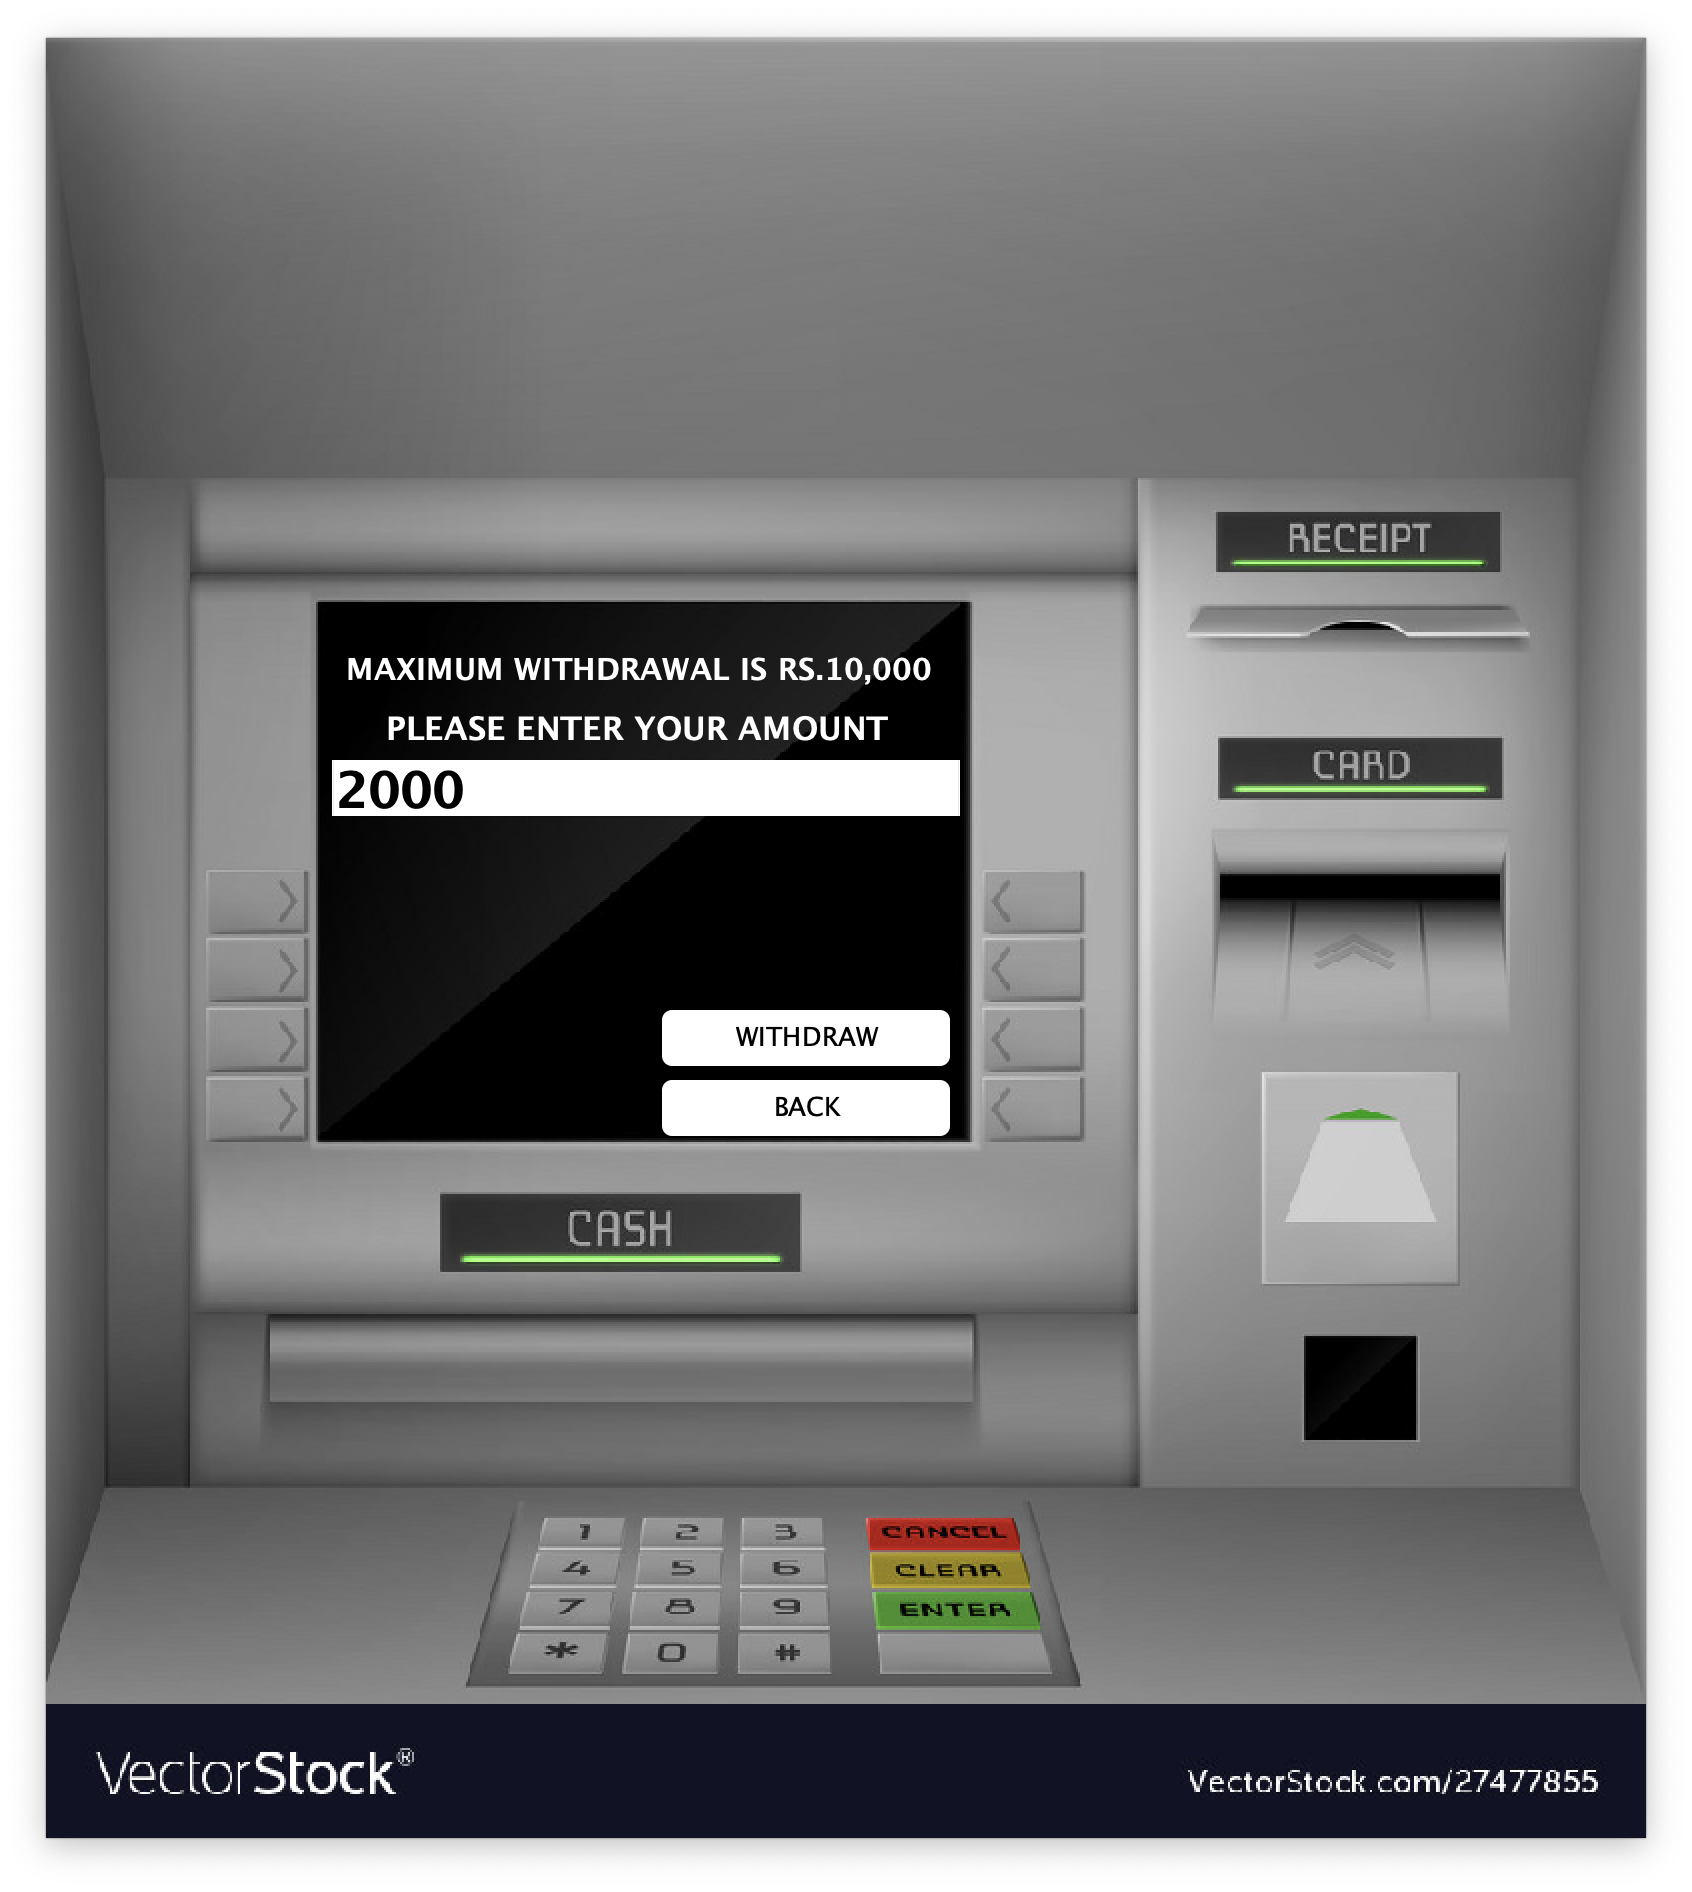 RECEIPT
MAXIMUM WITHDRAWAL IS RS.10,000
PLEASE ENTER YOUR AMOUNT
2000
CARD
WITHDRAW
BACK
CASH
1 2 3 CANCEL
4 5 6 CLEAR
7 8 9 ENTER
* 0 #
VectorStock®
VectorStock.com/27477855